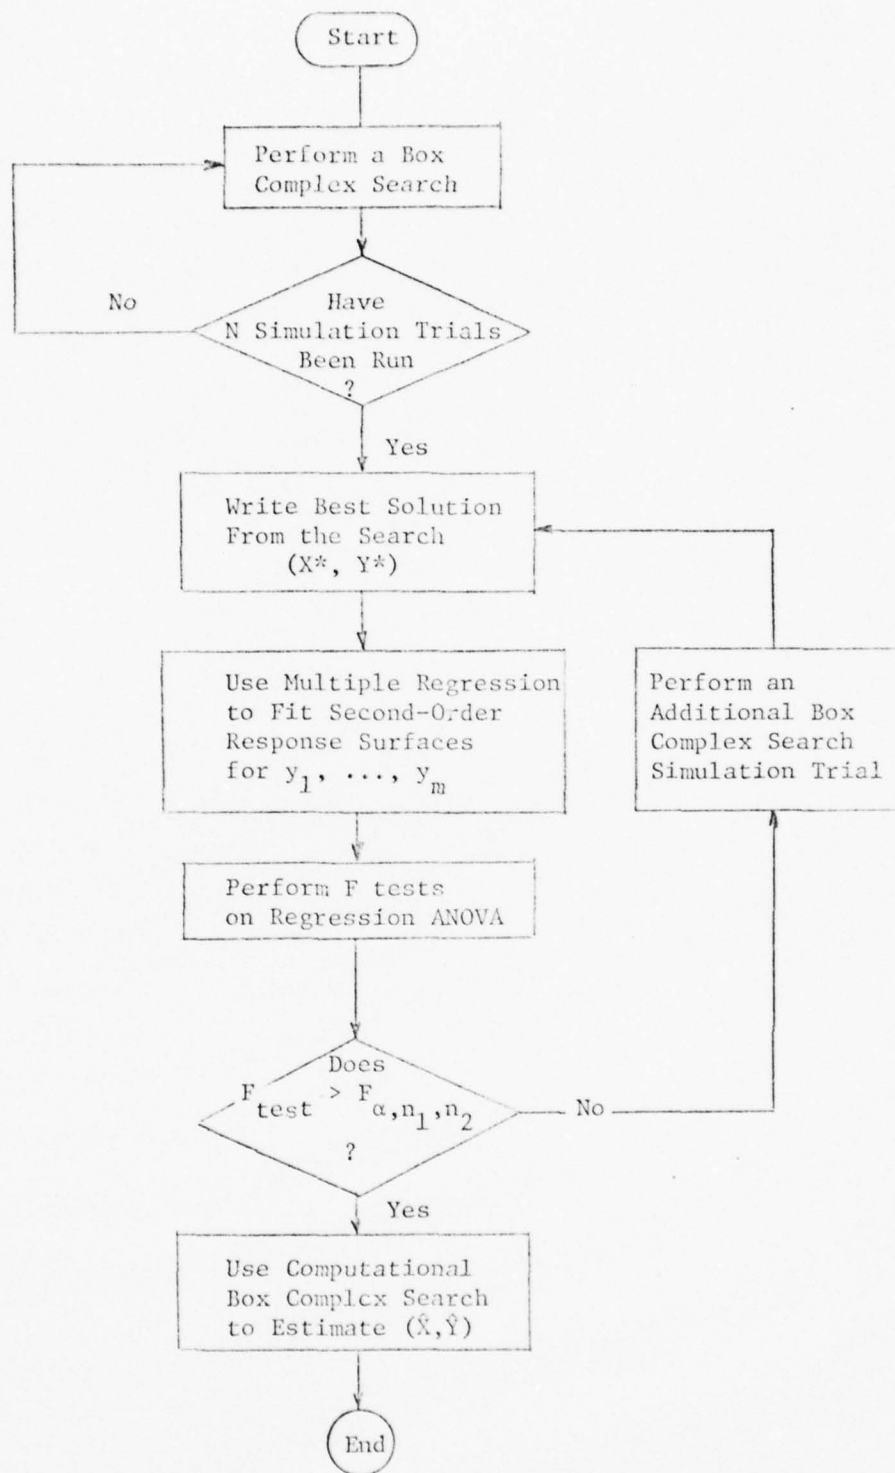 Start
Perform a Box
Complex Search
No
Have
N Simulation Trials
Been Run
?
Yes
Write Best Solution
From the Search
(X*, Y*)
Use Multiple Regression
to Fit Second-Order
Response Surfaces
for y₁, ..., yₘ
Perform an
Additional Box
Complex Search
Simulation Trial
Perform F tests
on Regression ANOVA
Does
F_test > F_α,n₁,n₂
?
No
Yes
Use Computational
Box Complex Search
to Estimate (X̂,Ŷ)
End